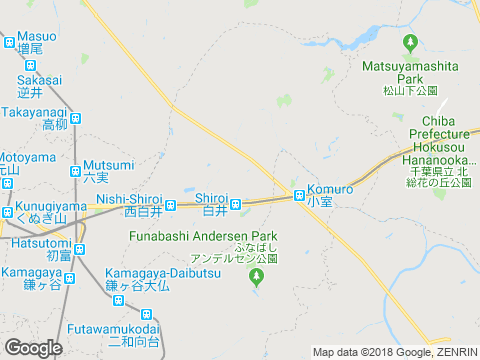 Masuo
増尾
Sakasai
逆井
Takayanagi
高柳
Matsuyamashita
Park
松山下公園
Chiba
Prefecture
Hokusou
Hananooka...
千葉県立 北
総花の丘公園
Motoyama
元山
Mutsumi
六実
Kunugiyama
くぬぎ山
Nishi-Shiroi
西白井
Shiroi
白井
Komuro
小室
Hatsutomi
初富
Funabashi Andersen Park
ふなばし
アンデルセン公園
Kamagaya
鎌ヶ谷
Kamagaya-Daibutsu
鎌ヶ谷大仏
Futawamukodai
二和向台
Google
Map data ©2018 Google, ZENRIN